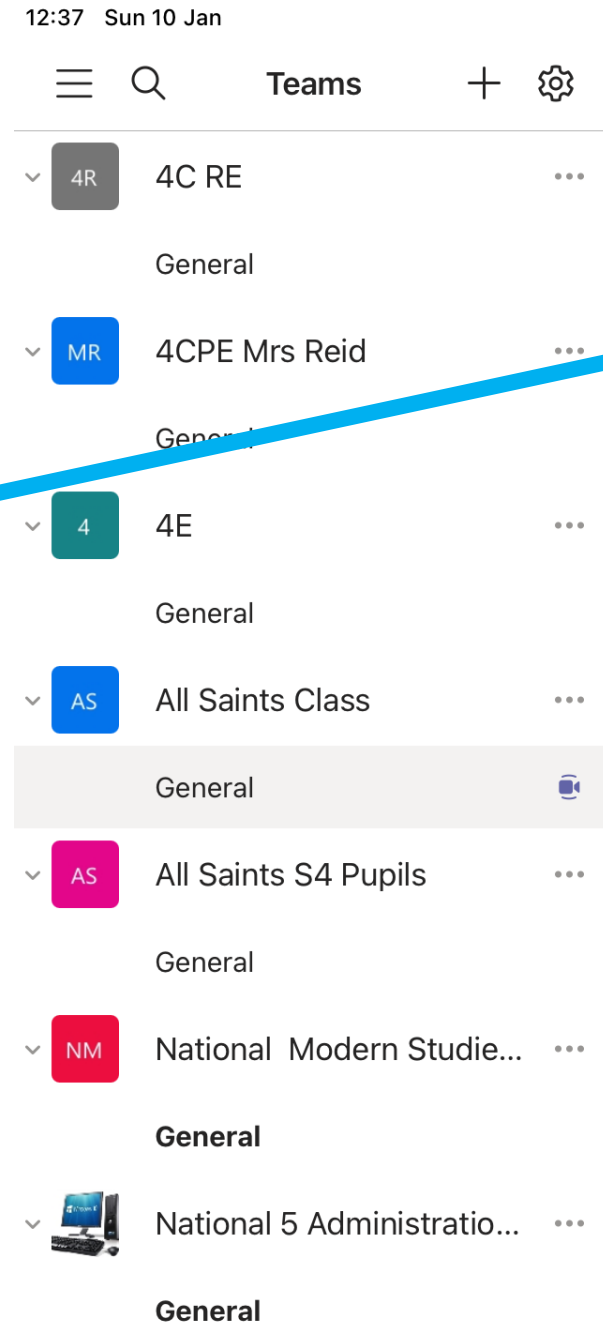 12:37 Sun 10 Jan
Teams
4R 4C RE
General
MR 4CPE Mrs Reid
General
4 4E
General
AS All Saints Class
General
AS All Saints S4 Pupils
General
NM National  Modern Studie...
General
National 5 Administratio...
General